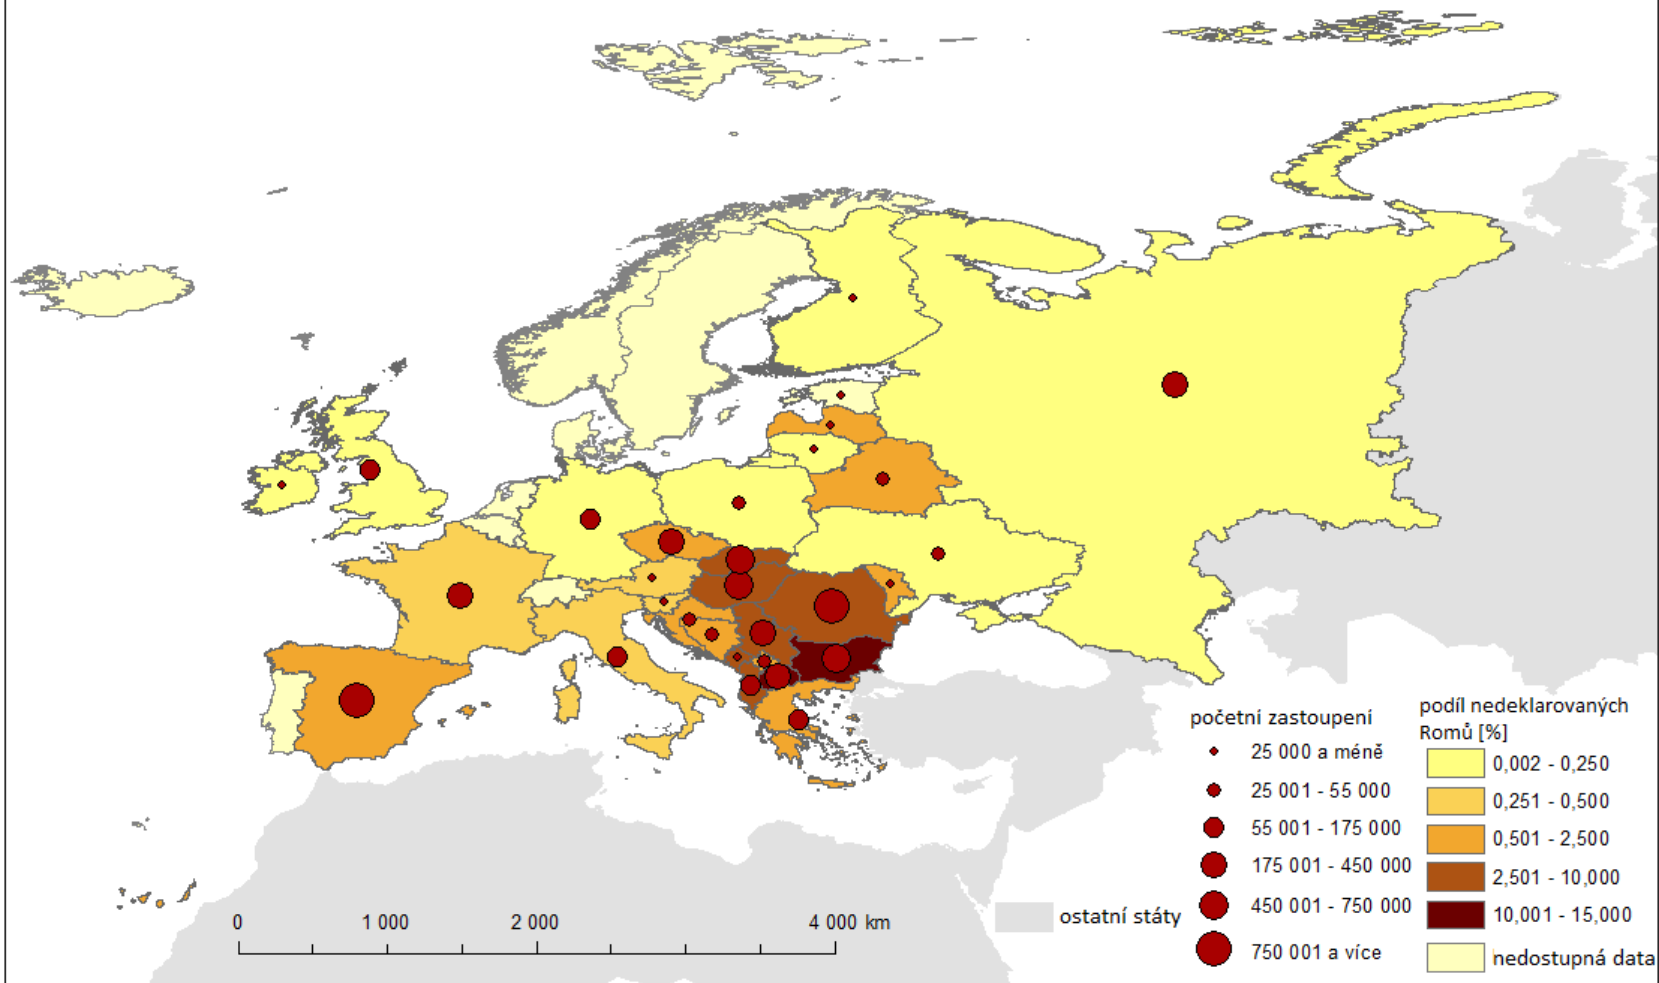 početní zastoupení
25 000 a méně
25 001 - 55 000
55 001 - 175 000
175 001 - 450 000
450 001 - 750 000
750 001 a více
podíl nedeklarovaných
Romů [%]
0,002 - 0,250
0,251 - 0,500
0,501 - 2,500
2,501 - 10,000
10,001 - 15,000
nedostupná data
ostatní státy
0 1 000 2 000 4 000 km